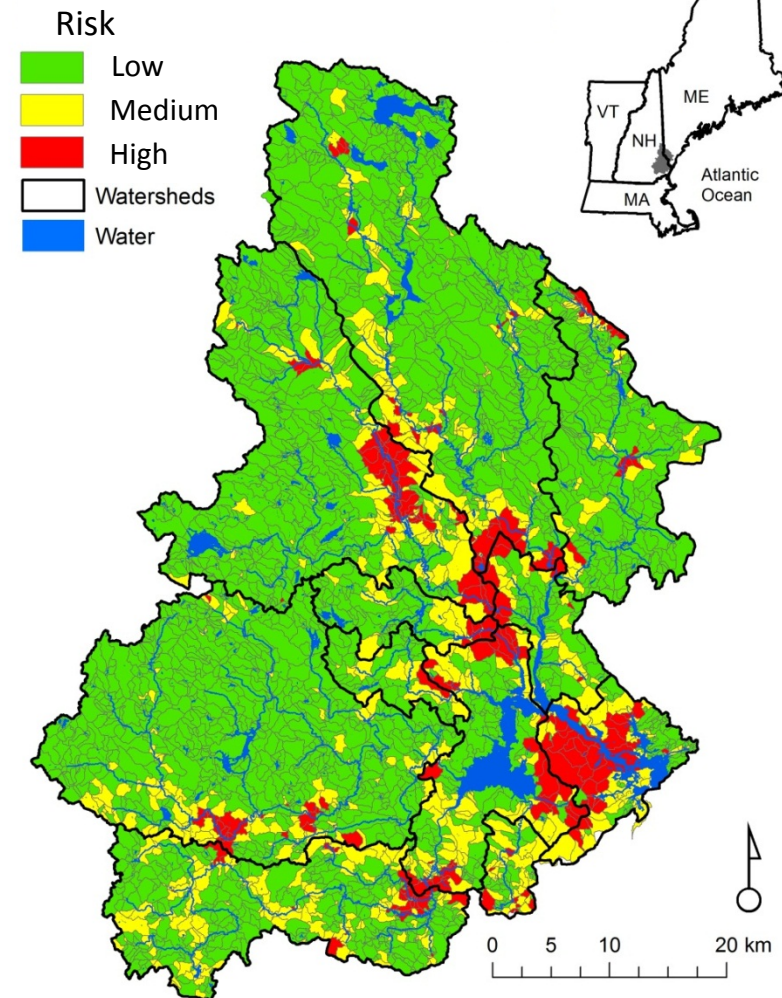 Risk
Low
Medium
High
Watersheds
Water
VT
ME
NH
MA
Atlantic
Ocean
0 5 10 20 km